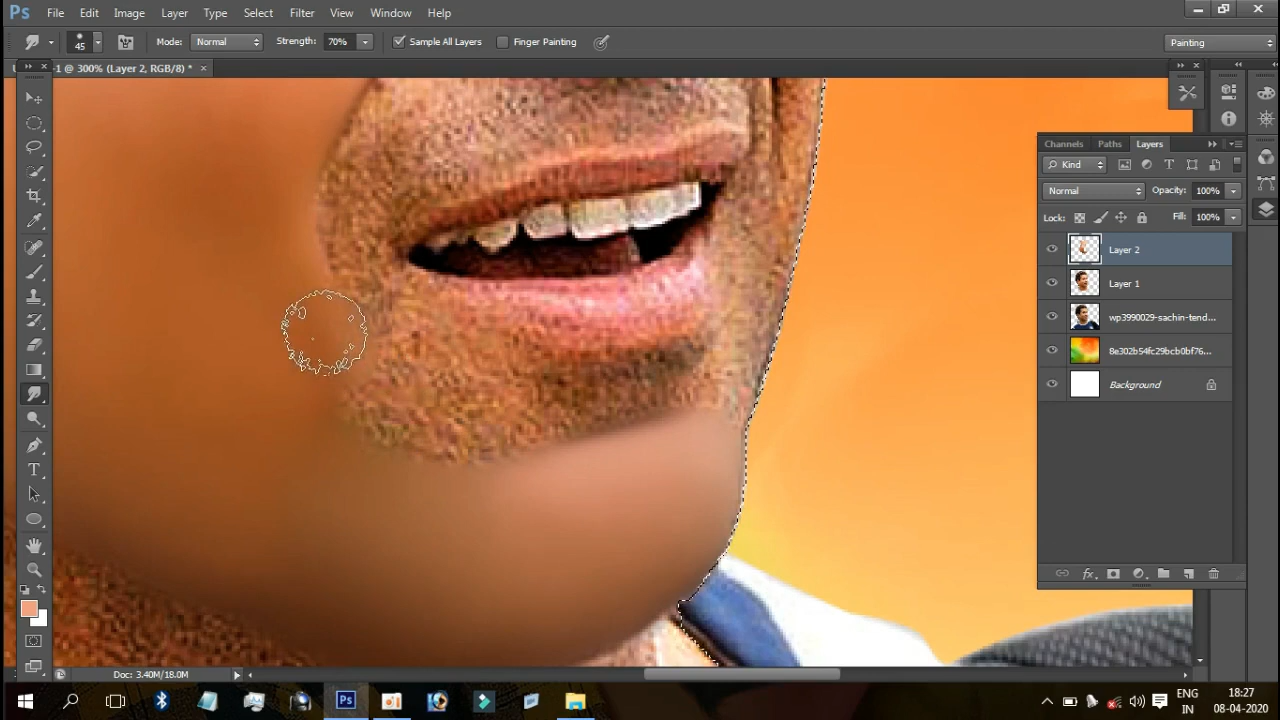 Ps File Edit Image Layer Type Select Filter View Window Help
45 Mode: Normal Strength: 70% Sample All Layers Finger Painting Painting
-1 @ 300% (Layer 2, RGB/8) * ×
Channels Paths Layers
Kind
Normal Opacity: 100%
Lock: Fill: 100%
Layer 2
Layer 1
wp3990029-sachin-tend...
8e302b54fc29bcb0bf76...
Background
fx
Doc: 3.40M/18.0M
Ps
ENG 18:27
IN 08-04-2020